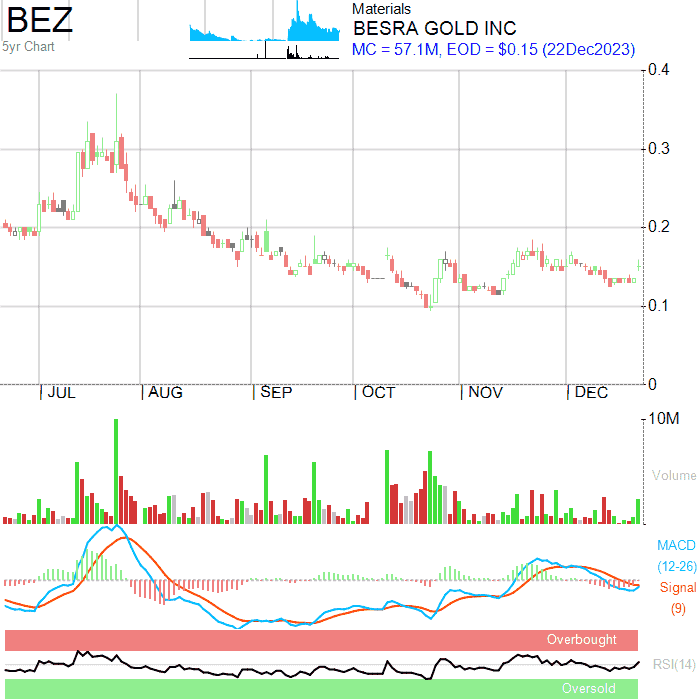 BEZ
5yr Chart
Materials
BESRA GOLD INC
MC = 57.1M, EOD = $0.15 (22Dec2023)
0.4
0.3
0.2
0.1
0
JUL AUG SEP OCT NOV DEC
10M
Volume
MACD
(12-26)
Signal
(9)
Overbought
RSI(14)
Oversold